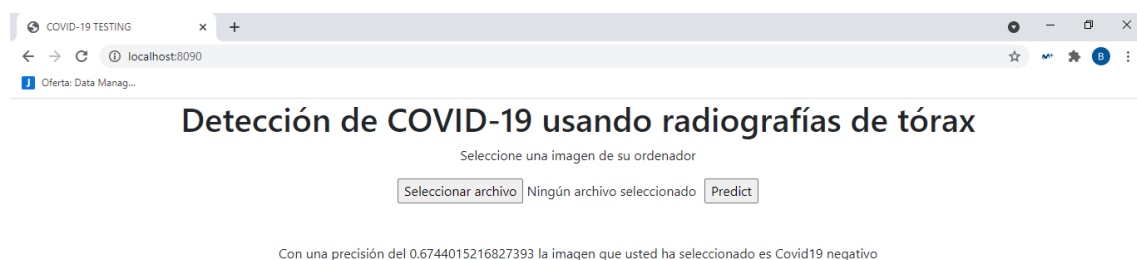 COVID-19 TESTING
localhost:8090
B
J Oferta: Data Manag...
Detección de COVID-19 usando radiografías de tórax
Seleccione una imagen de su ordenador
Seleccionar archivo Ningún archivo seleccionado Predict
Con una precisión del 0.6744015216827393 la imagen que usted ha seleccionado es Covid19 negativo